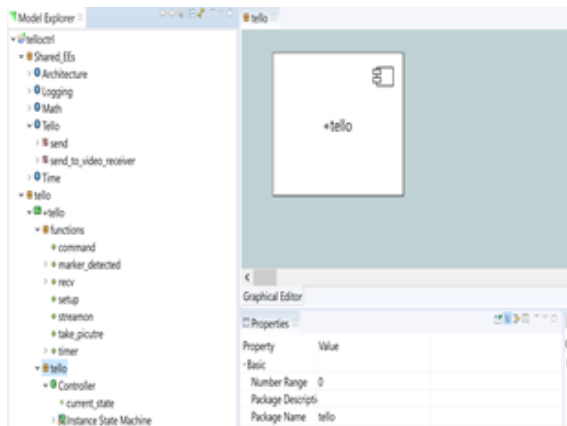 Model Explorer
telloctrl
Shared_EEs
Architecture
Logging
Math
Tello
send
send_to_video_receiver
Time
tello
+tello
functions
command
marker_detected
recv
setup
streamon
take_picutre
timer
tello
Controller
current_state
Instance State Machine
tello
+tello
Graphical Editor
Properties
Property Value
Basic
Number Range 0
Package Descripti
Package Name tello